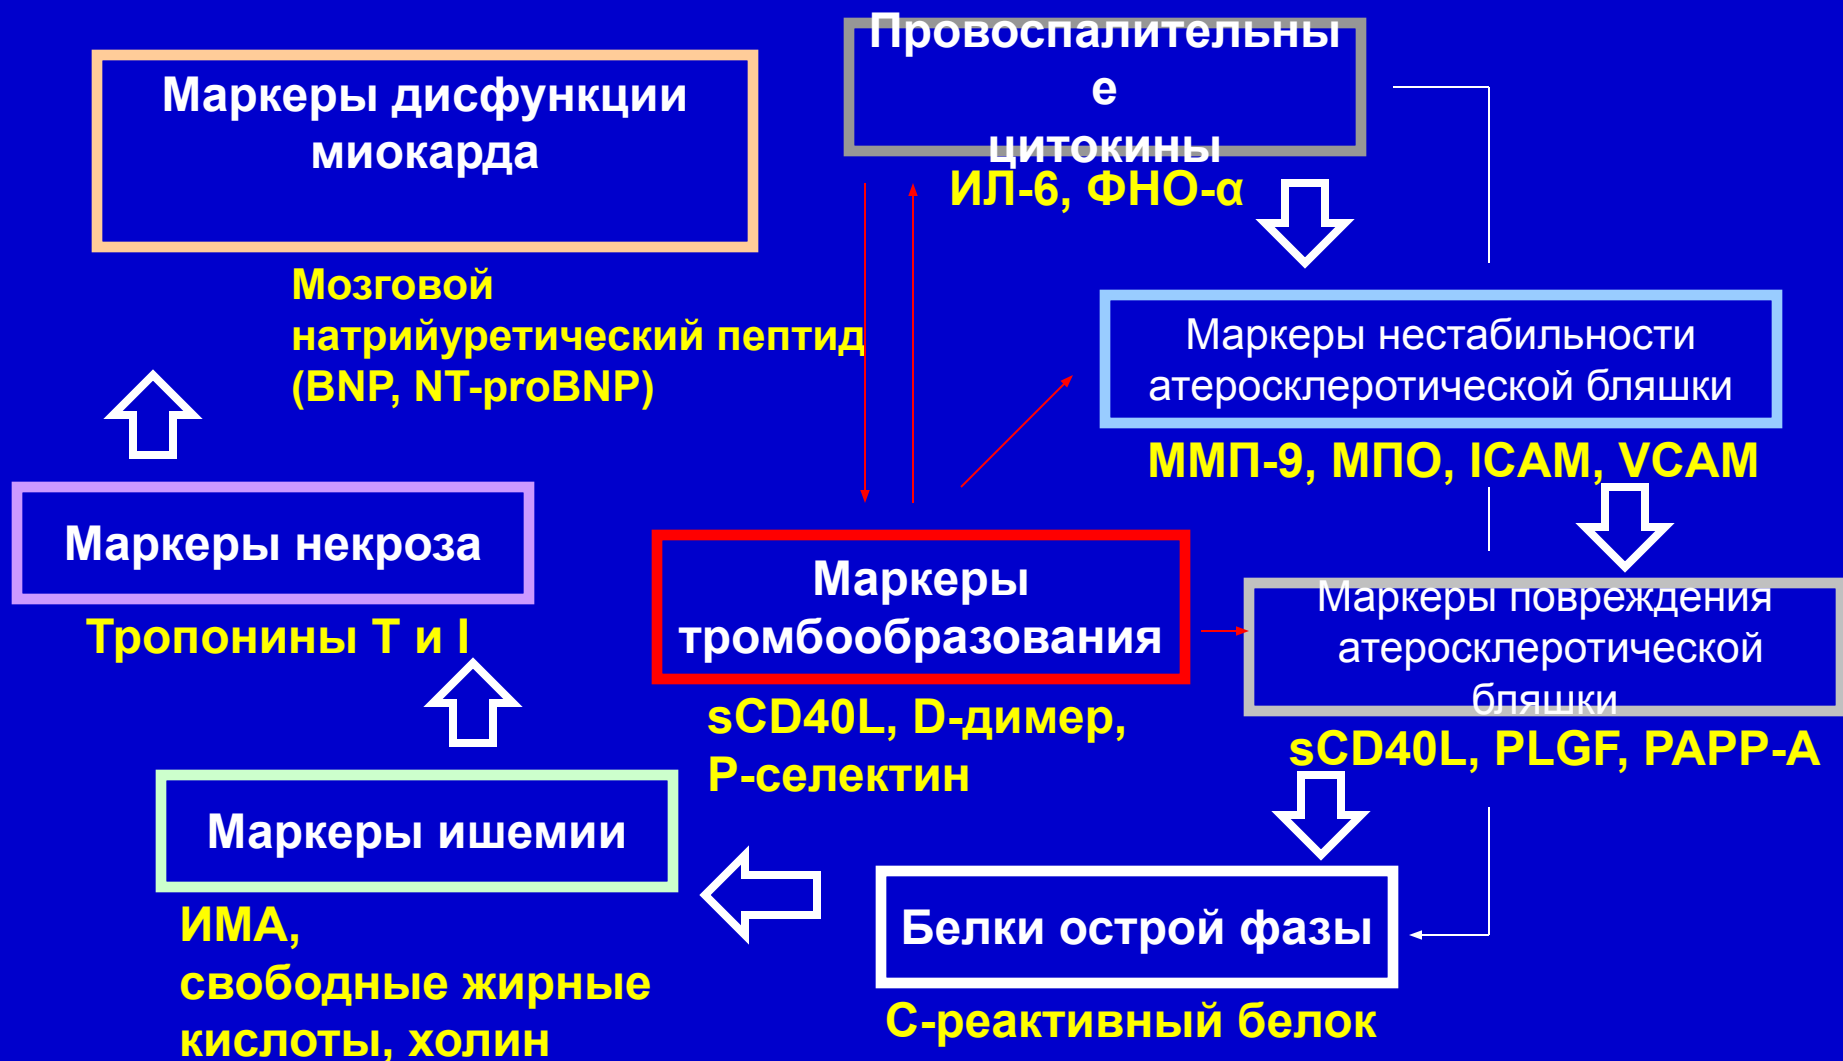 Маркеры дисфункции
миокарда
Мозговой
натрийуретический пептид
(BNP, NT-proBNP)
Провоспалительны
е
цитокины
ИЛ-6, ФНО-α
Маркеры нестабильности
атеросклеротической бляшки
ММП-9, МПО, ICAM, VCAM
Маркеры некроза
Тропонины Т и I
Маркеры
тромбообразования
sCD40L, D-димер,
Р-селектин
Маркеры повреждения
атеросклеротической
бляшки
sCD40L, PLGF, PAPP-A
Маркеры ишемии
ИМА,
свободные жирные
кислоты, холин
Белки острой фазы
С-реактивный белок